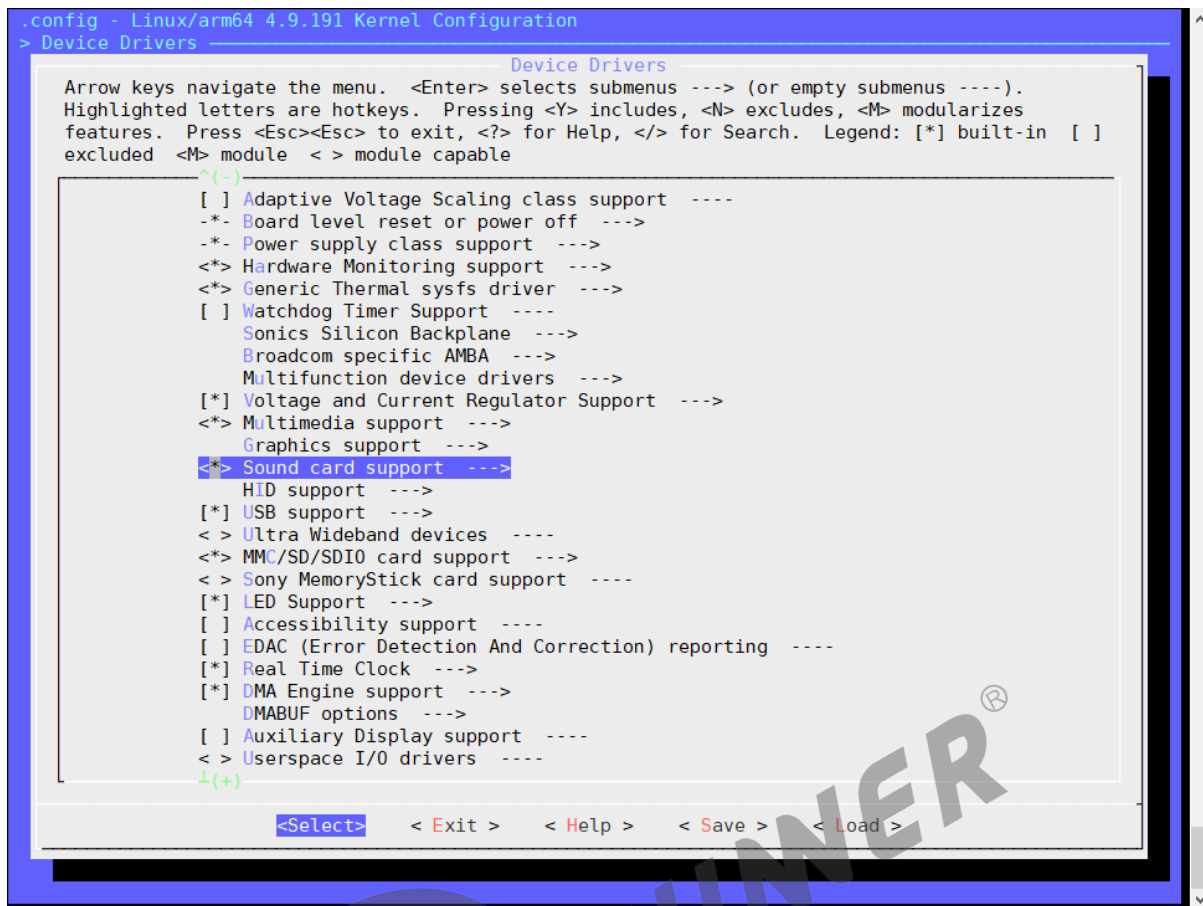 .config - Linux/arm64 4.9.191 Kernel Configuration
> Device Drivers
Device Drivers
Arrow keys navigate the menu.  <Enter> selects submenus ---> (or empty submenus ----).
Highlighted letters are hotkeys.  Pressing <Y> includes, <N> excludes, <M> modularizes
features.  Press <Esc><Esc> to exit, <?> for Help, </> for Search.  Legend: [*] built-in  [ ]
excluded  <M> module  < > module capable
^(-)
[ ] Adaptive Voltage Scaling class support  ----
-*- Board level reset or power off  --->
-*- Power supply class support  --->
<*> Hardware Monitoring support  --->
<*> Generic Thermal sysfs driver  --->
[ ] Watchdog Timer Support  ----
Sonics Silicon Backplane  --->
Broadcom specific AMBA  --->
Multifunction device drivers  --->
[*] Voltage and Current Regulator Support  --->
<*> Multimedia support  --->
Graphics support  --->
<*> Sound card support  --->
HID support  --->
[*] USB support  --->
< > Ultra Wideband devices  ----
<*> MMC/SD/SDIO card support  --->
< > Sony MemoryStick card support  ----
[*] LED Support  --->
[ ] Accessibility support  ----
[ ] EDAC (Error Detection And Correction) reporting  ----
[*] Real Time Clock  --->
[*] DMA Engine support  --->
DMABUF options  --->
[ ] Auxiliary Display support  ----
< > Userspace I/O drivers  ----
┴(+)
<Select>    < Exit >    < Help >    < Save >    < Load >